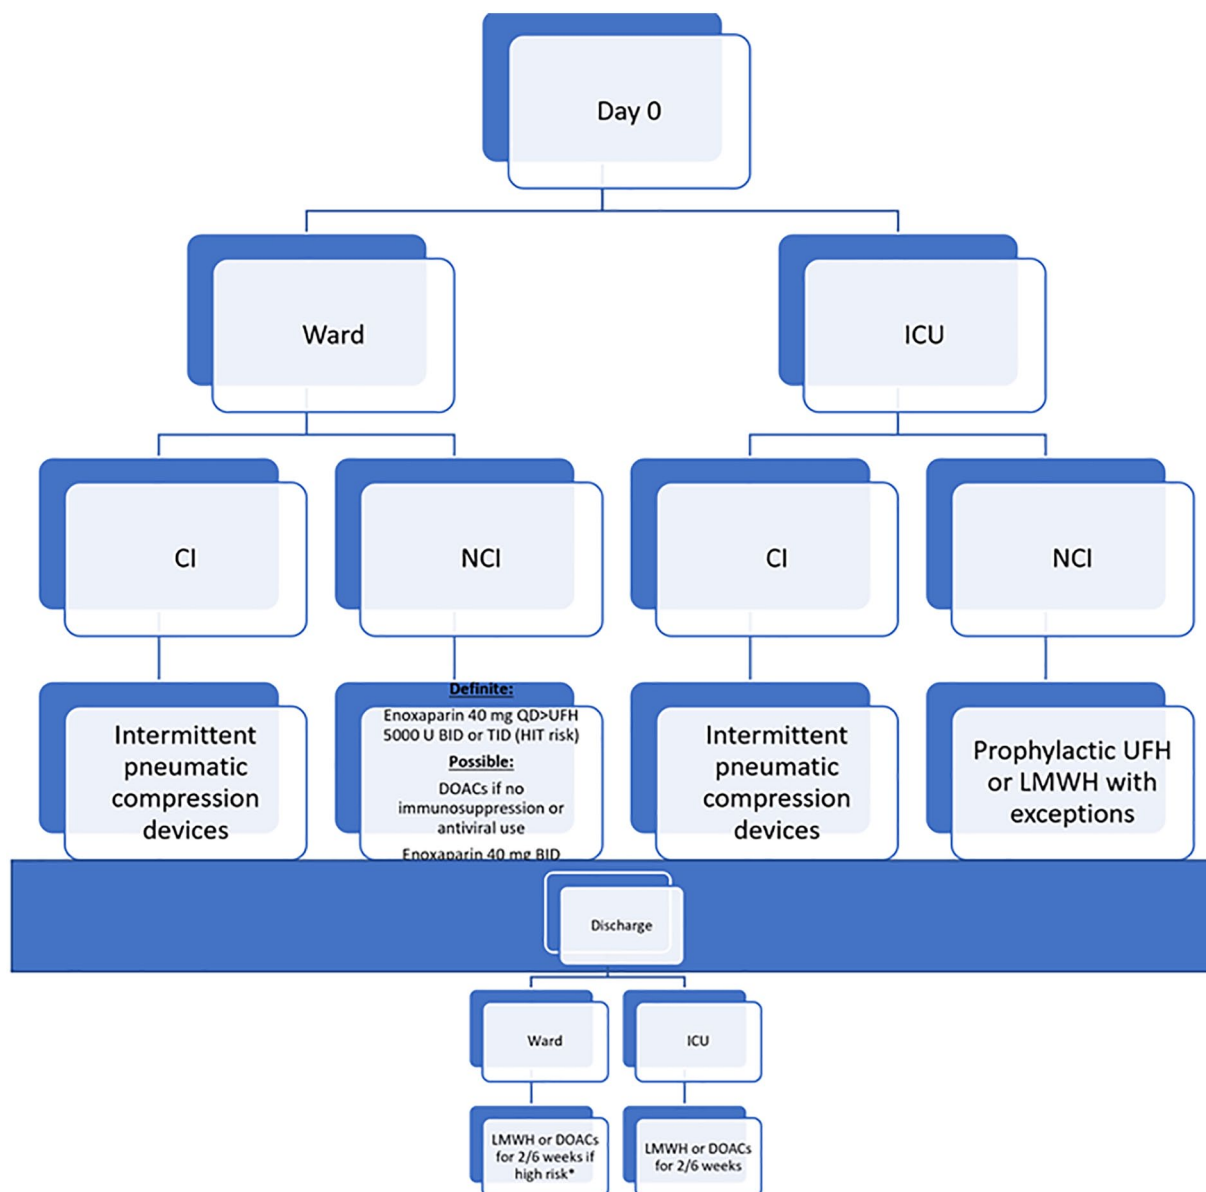 Day 0
Ward
ICU
CI
NCI
CI
NCI
Intermittent
pneumatic
compression
devices
Definite:
Enoxaparin 40 mg QD>UFH
5000 U BID or TID (HIT risk)
Possible:
DOACs if no
immunosuppression or
antiviral use
Enoxaparin 40 mg BID
Intermittent
pneumatic
compression
devices
Prophylactic UFH
or LMWH with
exceptions
Discharge
Ward
ICU
LMWH or DOACs
for 2/6 weeks if
high risk*
LMWH or DOACs
for 2/6 weeks